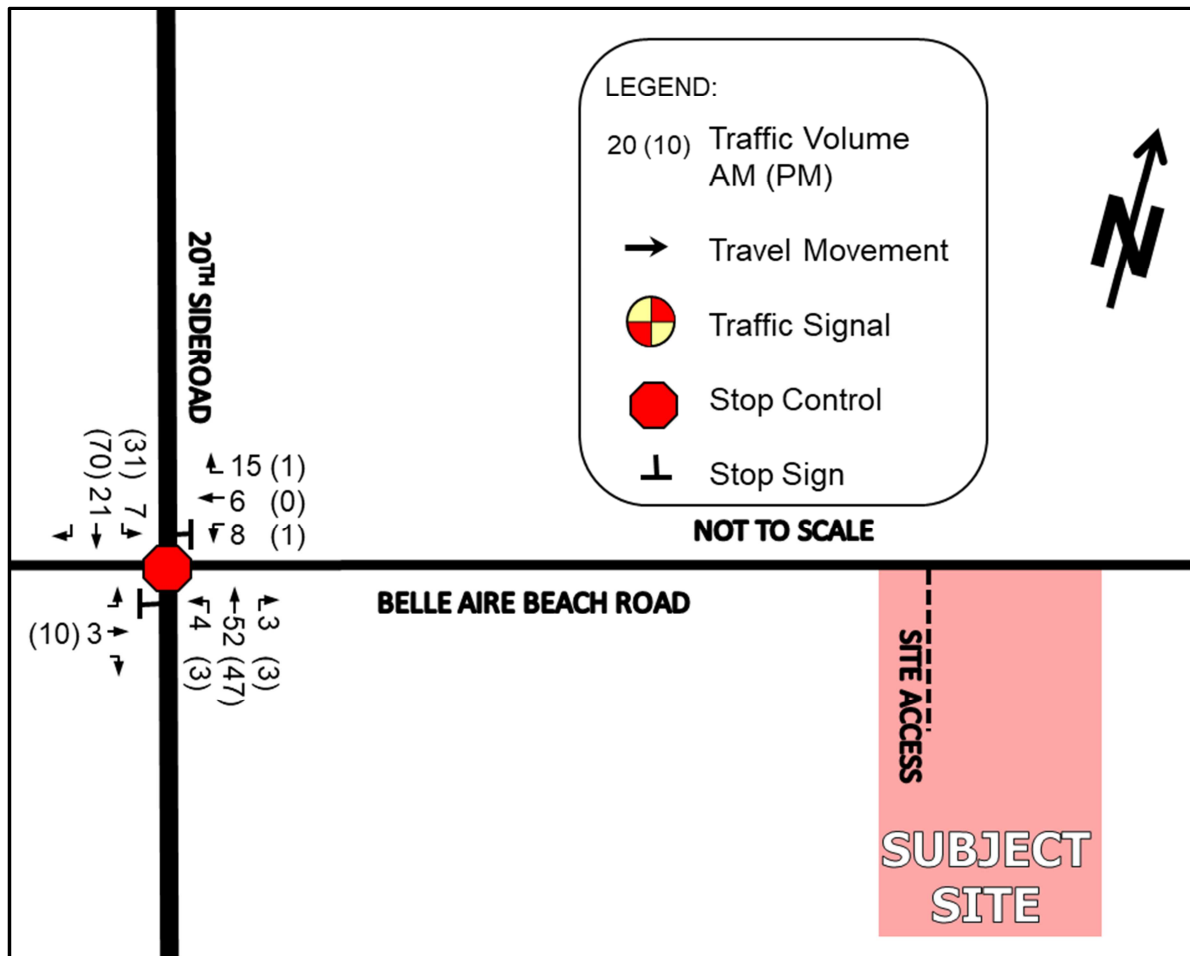 LEGEND:
20 (10) Traffic Volume
AM (PM)
Travel Movement
Traffic Signal
Stop Control
Stop Sign
N
20TH SIDEROAD
(70) 21
(31) 7
15 (1)
6 (0)
8 (1)
NOT TO SCALE
BELLE AIRE BEACH ROAD
(10) 3
4 (3)
52 (47)
3 (3)
SITE ACCESS
SUBJECT
SITE